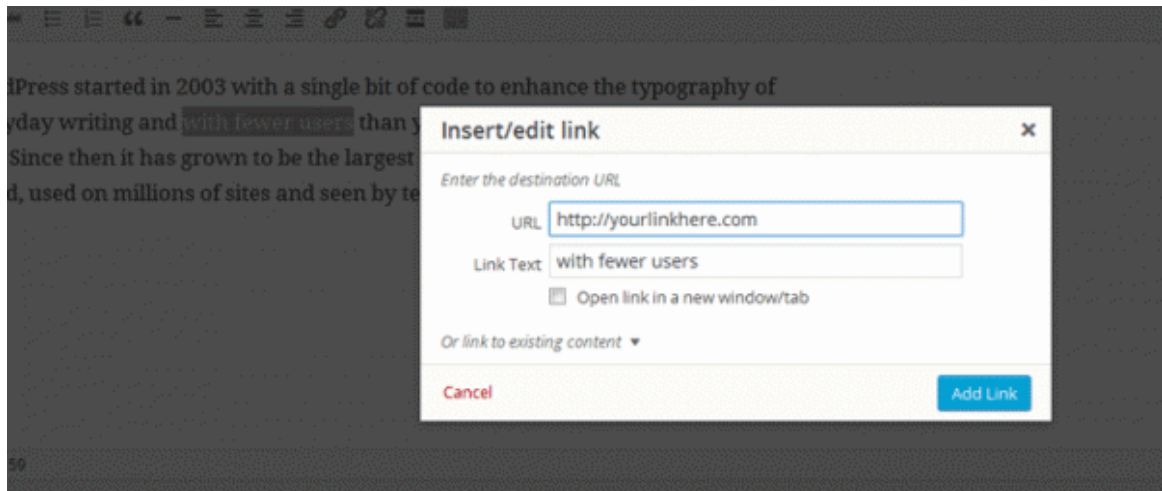 dPress started in 2003 with a single bit of code to enhance the typography of
yday writing and with fewer users than y
Since then it has grown to be the largest
d, used on millions of sites and seen by te
Insert/edit link
Enter the destination URL
URL http://yourlinkhere.com
Link Text with fewer users
Open link in a new window/tab
Or link to existing content
Cancel
Add Link
59